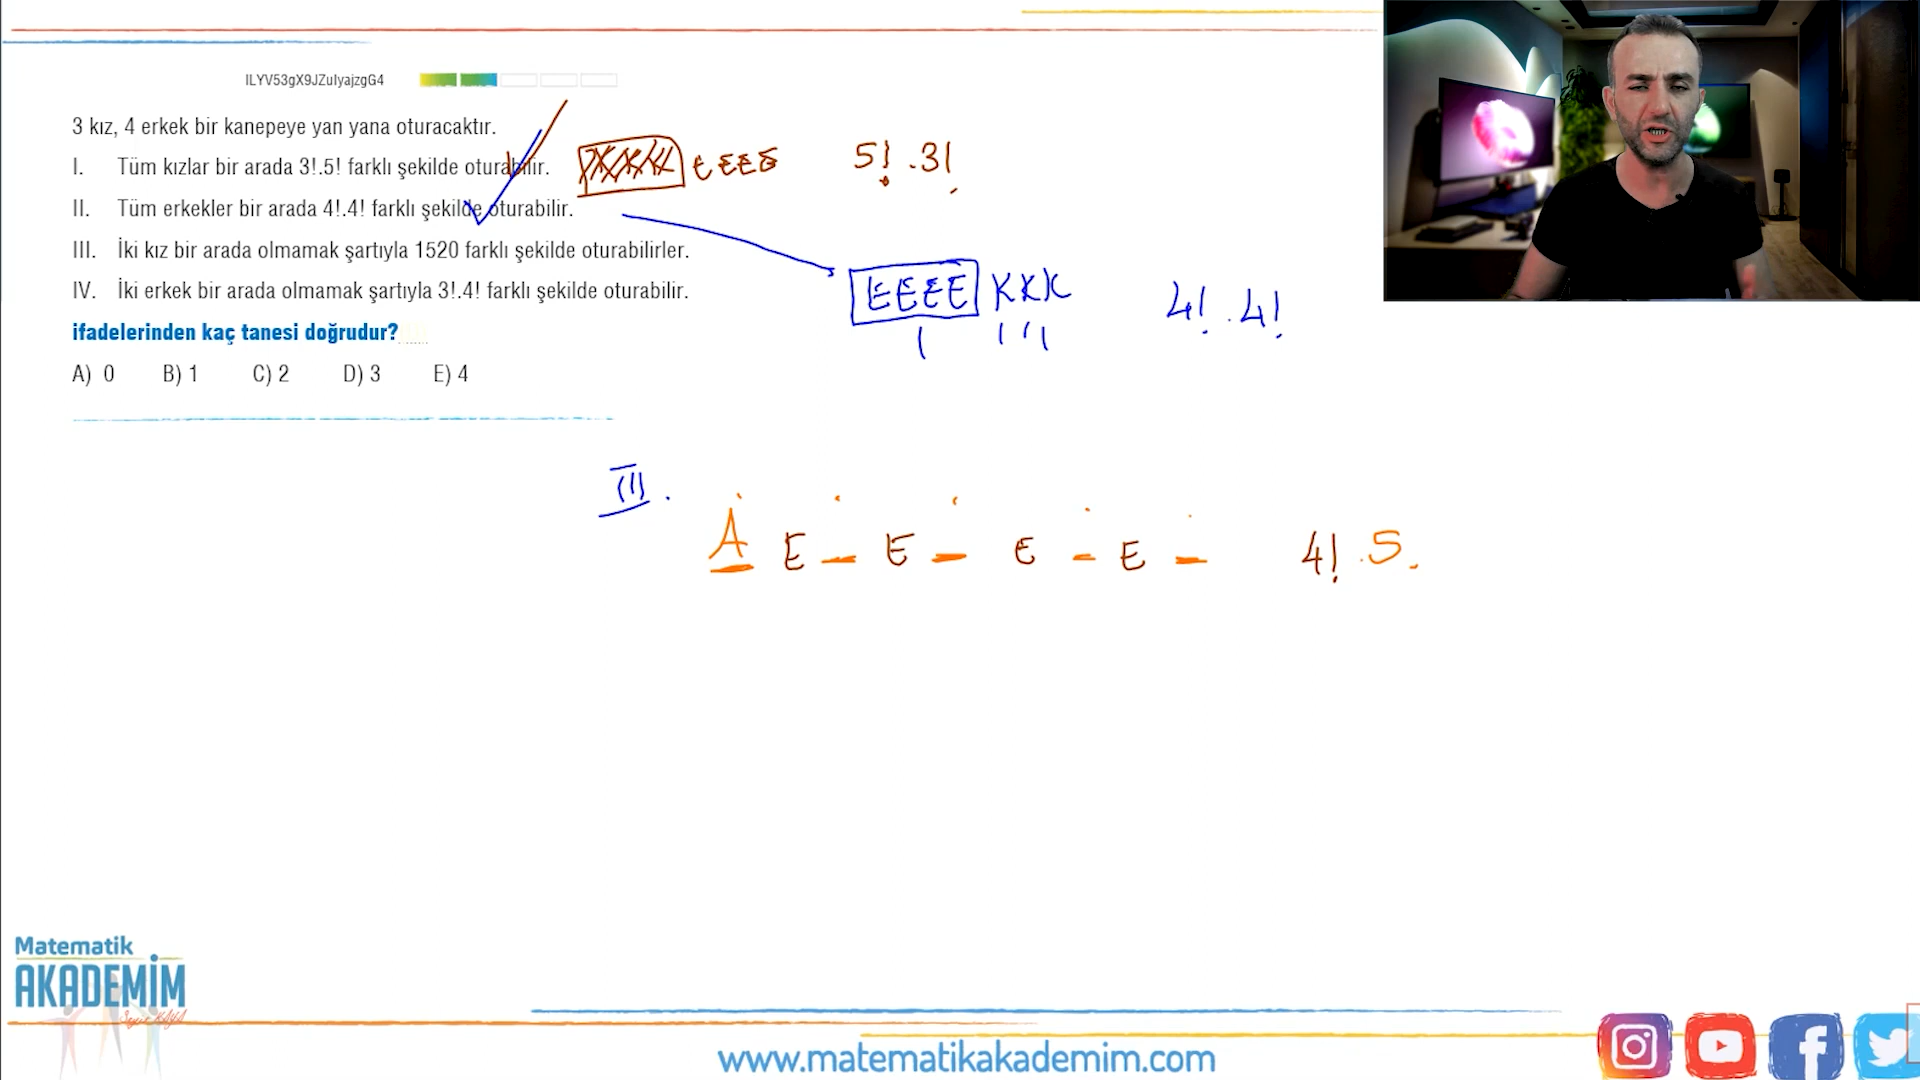 ILYV53gX9JZuIyajzgG4
3 kız, 4 erkek bir kanepeye yan yana oturacaktır.
I. Tüm kızlar bir arada 3!.5! farklı şekilde oturabilir.
EEEE 5! .3!
II. Tüm erkekler bir arada 4!.4! farklı şekilde oturabilir.
III. İki kız bir arada olmamak şartıyla 1520 farklı şekilde oturabilirler.
IV. İki erkek bir arada olmamak şartıyla 3!.4! farklı şekilde oturabilir.
EEEE KKK 4! . 4!
ifadelerinden kaç tanesi doğrudur?
A) 0 B) 1 C) 2 D) 3 E) 4
III.
A E _ E _ E _ E _ 4! .5.
Matematik
AKADEMİM
www.matematikakademim.com